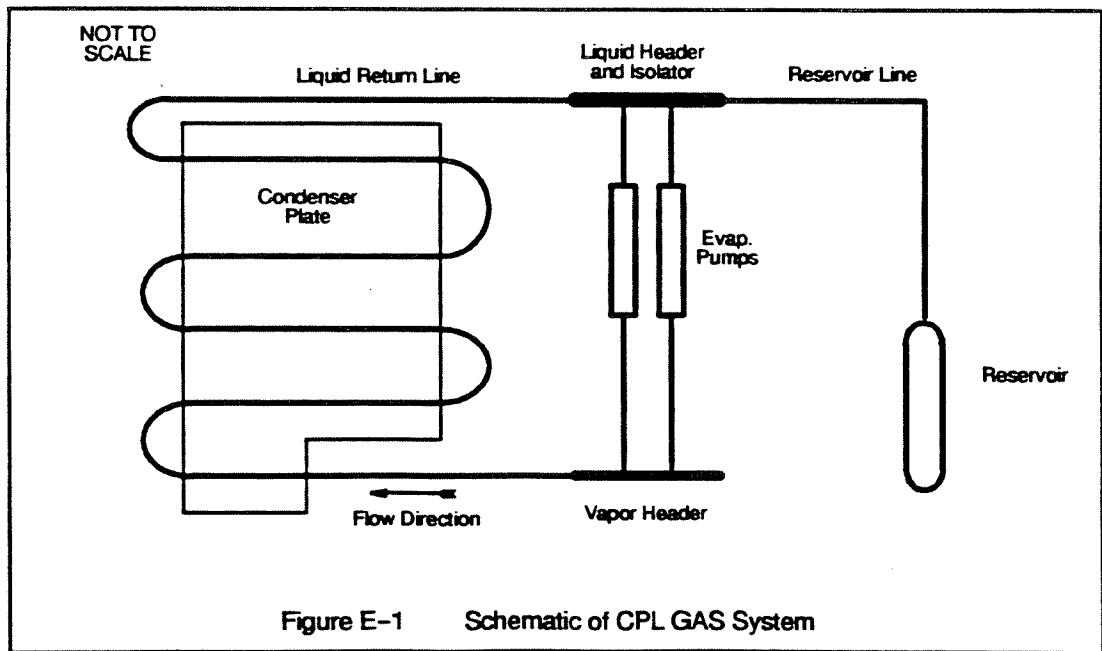 NOT TO
SCALE
Liquid Return Line
Liquid Header
and Isolator
Reservoir Line
Condenser
Plate
Evap.
Pumps
Reservoir
Flow Direction
Vapor Header
Figure E-1 Schematic of CPL GAS System